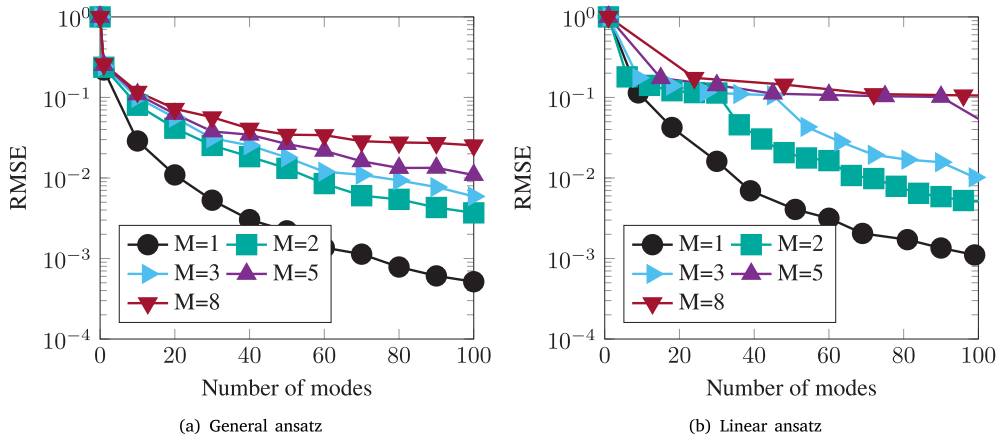 10^0
10^-1
10^-2
10^-3
10^-4
RMSE
M=1 M=2
M=3 M=5
M=8
0 20 40 60 80 100
Number of modes
(a) General ansatz
10^0
10^-1
10^-2
10^-3
10^-4
RMSE
M=1 M=2
M=3 M=5
M=8
0 20 40 60 80 100
Number of modes
(b) Linear ansatz